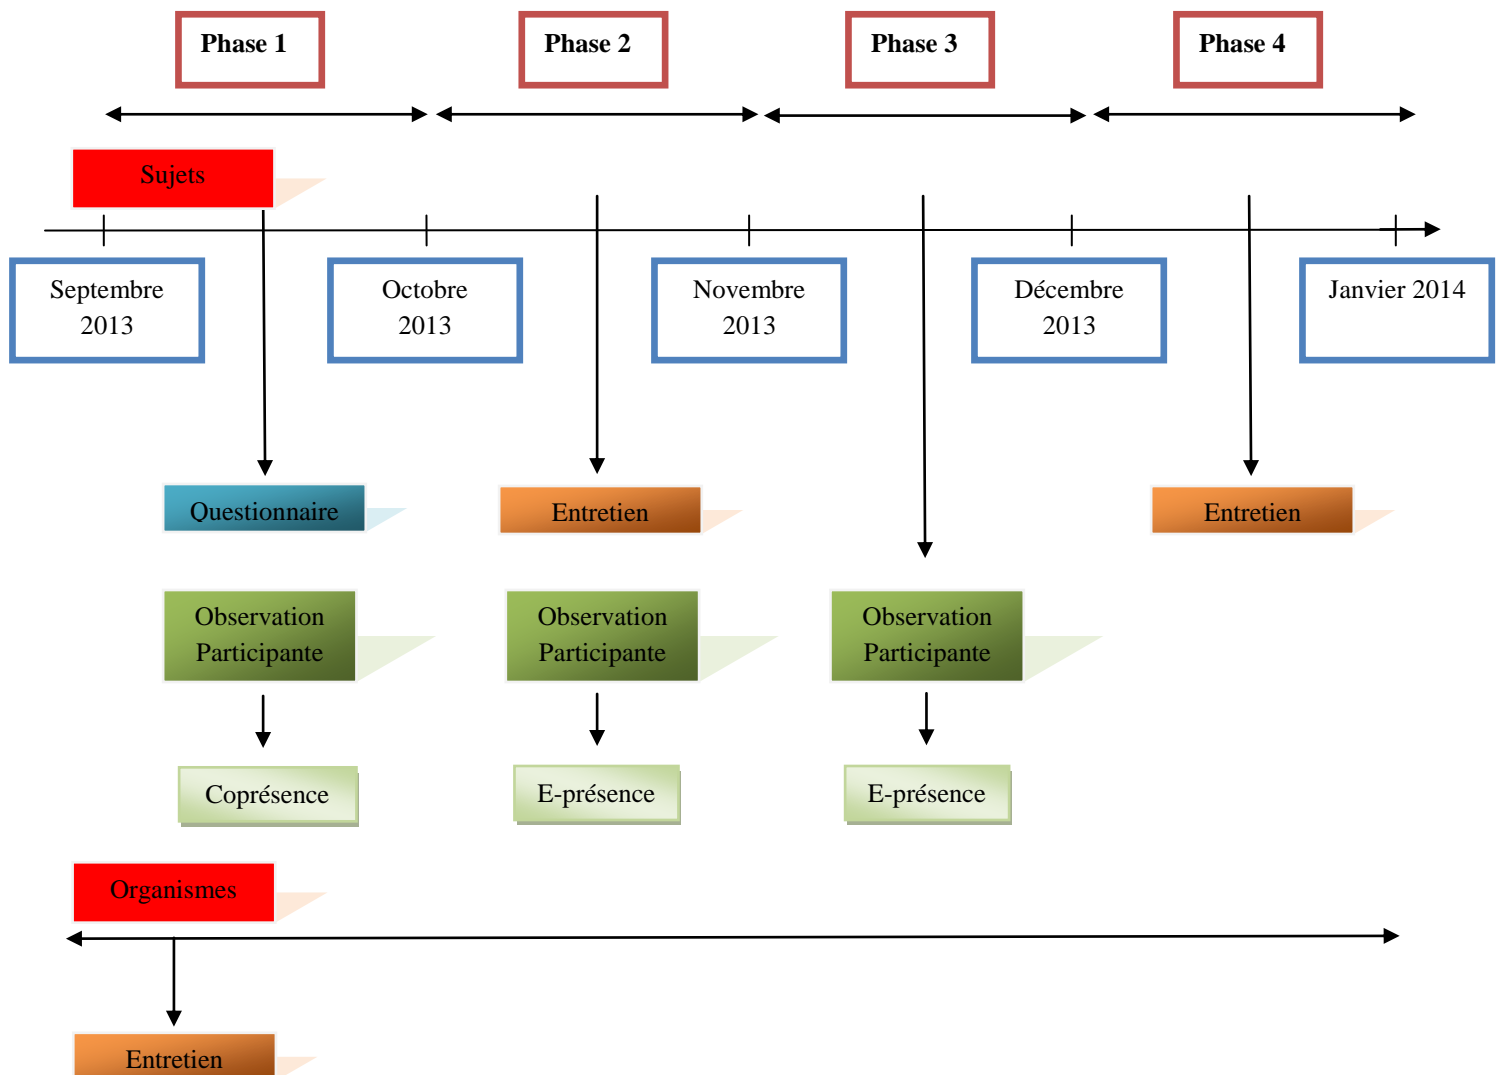 Phase 1
Phase 2
Phase 3
Phase 4
Sujets
Septembre
2013
Octobre
2013
Novembre
2013
Décembre
2013
Janvier 2014
Questionnaire
Entretien
Entretien
Observation
Participante
Observation
Participante
Observation
Participante
Coprésence
E-présence
E-présence
Organismes
Entretien